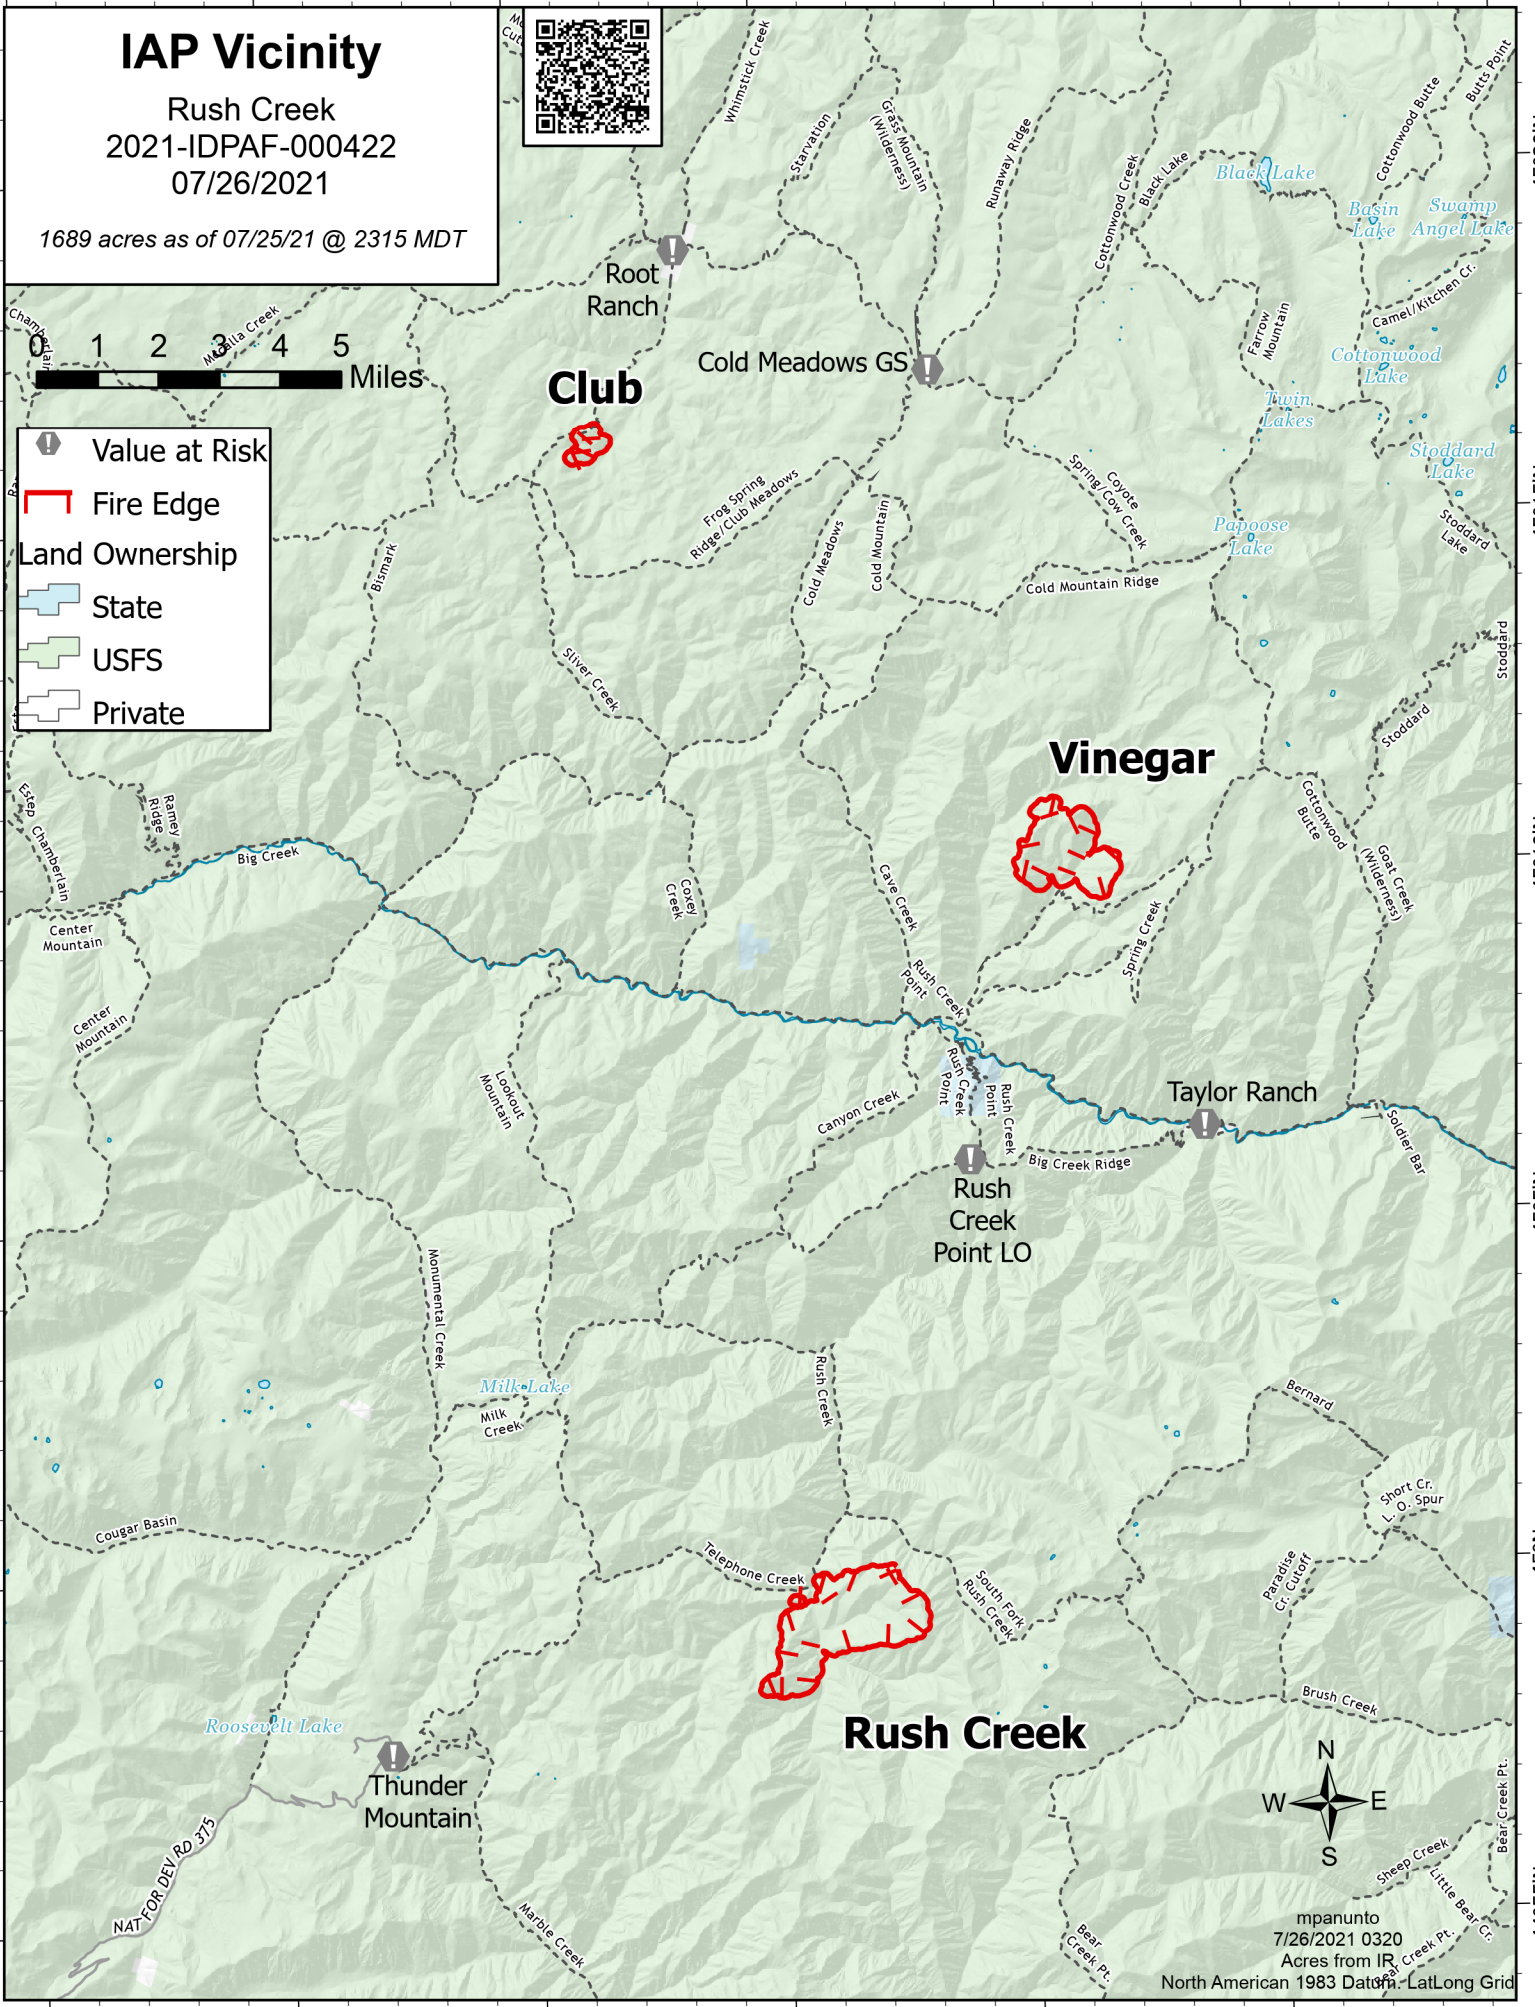 IAP Vicinity
Rush Creek
2021-IDPAF-000422
07/26/2021
1689 acres as of 07/25/21 @ 2315 MDT
Whimstick Creek
Starvation
Grass Mountain
(Wilderness)
Runaway Ridge
Cottonwood Creek
Black Lake
Black Lake
Cottonwood Butte
Butts Point
Basin
Lake
Swamp
Angel Lake
Camel/Kitchen Cr.
Root
Ranch
Farrow
Mountain
Cottonwood
Lake
McCalla Creek
0 1 2 3 4 5
Miles
Cold Meadows GS
Club
Twin
Lakes
Value at Risk
Fire Edge
Land Ownership
State
USFS
Private
Stoddard
Lake
Frog Spring
Ridge/Club Meadows
Coyote
Spring/Cow Creek
Papoose
Lake
Stoddard
Lake
Bismark
Cold Meadows
Cold Mountain
Cold Mountain Ridge
Sliver Creek
Stoddard
Stoddard
Vinegar
Estep
Chamberlain
Ramey
Ridge
Big Creek
Coxey
Creek
Cave Creek
Cottonwood
Butte
Goat Creek
(Wilderness)
Center
Mountain
Spring Creek
Rush Creek
Point
Center
Mountain
Lookout
Mountain
Canyon Creek
Rush Creek
Point
Rush Creek
Point
Taylor Ranch
Soldier Bar
Big Creek Ridge
Rush
Creek
Point LO
Monumental Creek
Milk Lake
Milk
Creek
Rush Creek
Bernard
Short Cr.
L. O. Spur
Cougar Basin
Telephone Creek
South Fork
Rush Creek
Paradise
Cr. Cutoff
Rush Creek
Brush Creek
Roosevelt Lake
Thunder
Mountain
NAT FOR DEV RD 375
Marble Creek
N
W E
S
Bear Creek Pt.
Sheep Creek
Little Bear Cr.
Bear
Creek Pt.
Bear Creek Pt.
mpanunto
7/26/2021 0320
Acres from IR
North American 1983 Datum. LatLong Grid